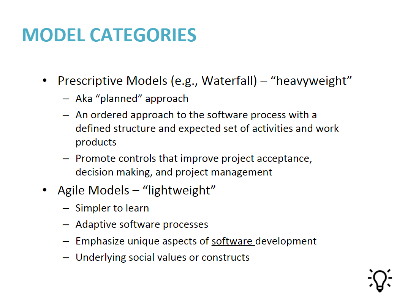 MODEL CATEGORIES
• Prescriptive Models (e.g., Waterfall) – “heavyweight”
– Aka “planned” approach
– An ordered approach to the software process with a
defined structure and expected set of activities and work
products
– Promote controls that improve project acceptance,
decision making, and project management
• Agile Models – “lightweight”
– Simpler to learn
– Adaptive software processes
– Emphasize unique aspects of software development
– Underlying social values or constructs